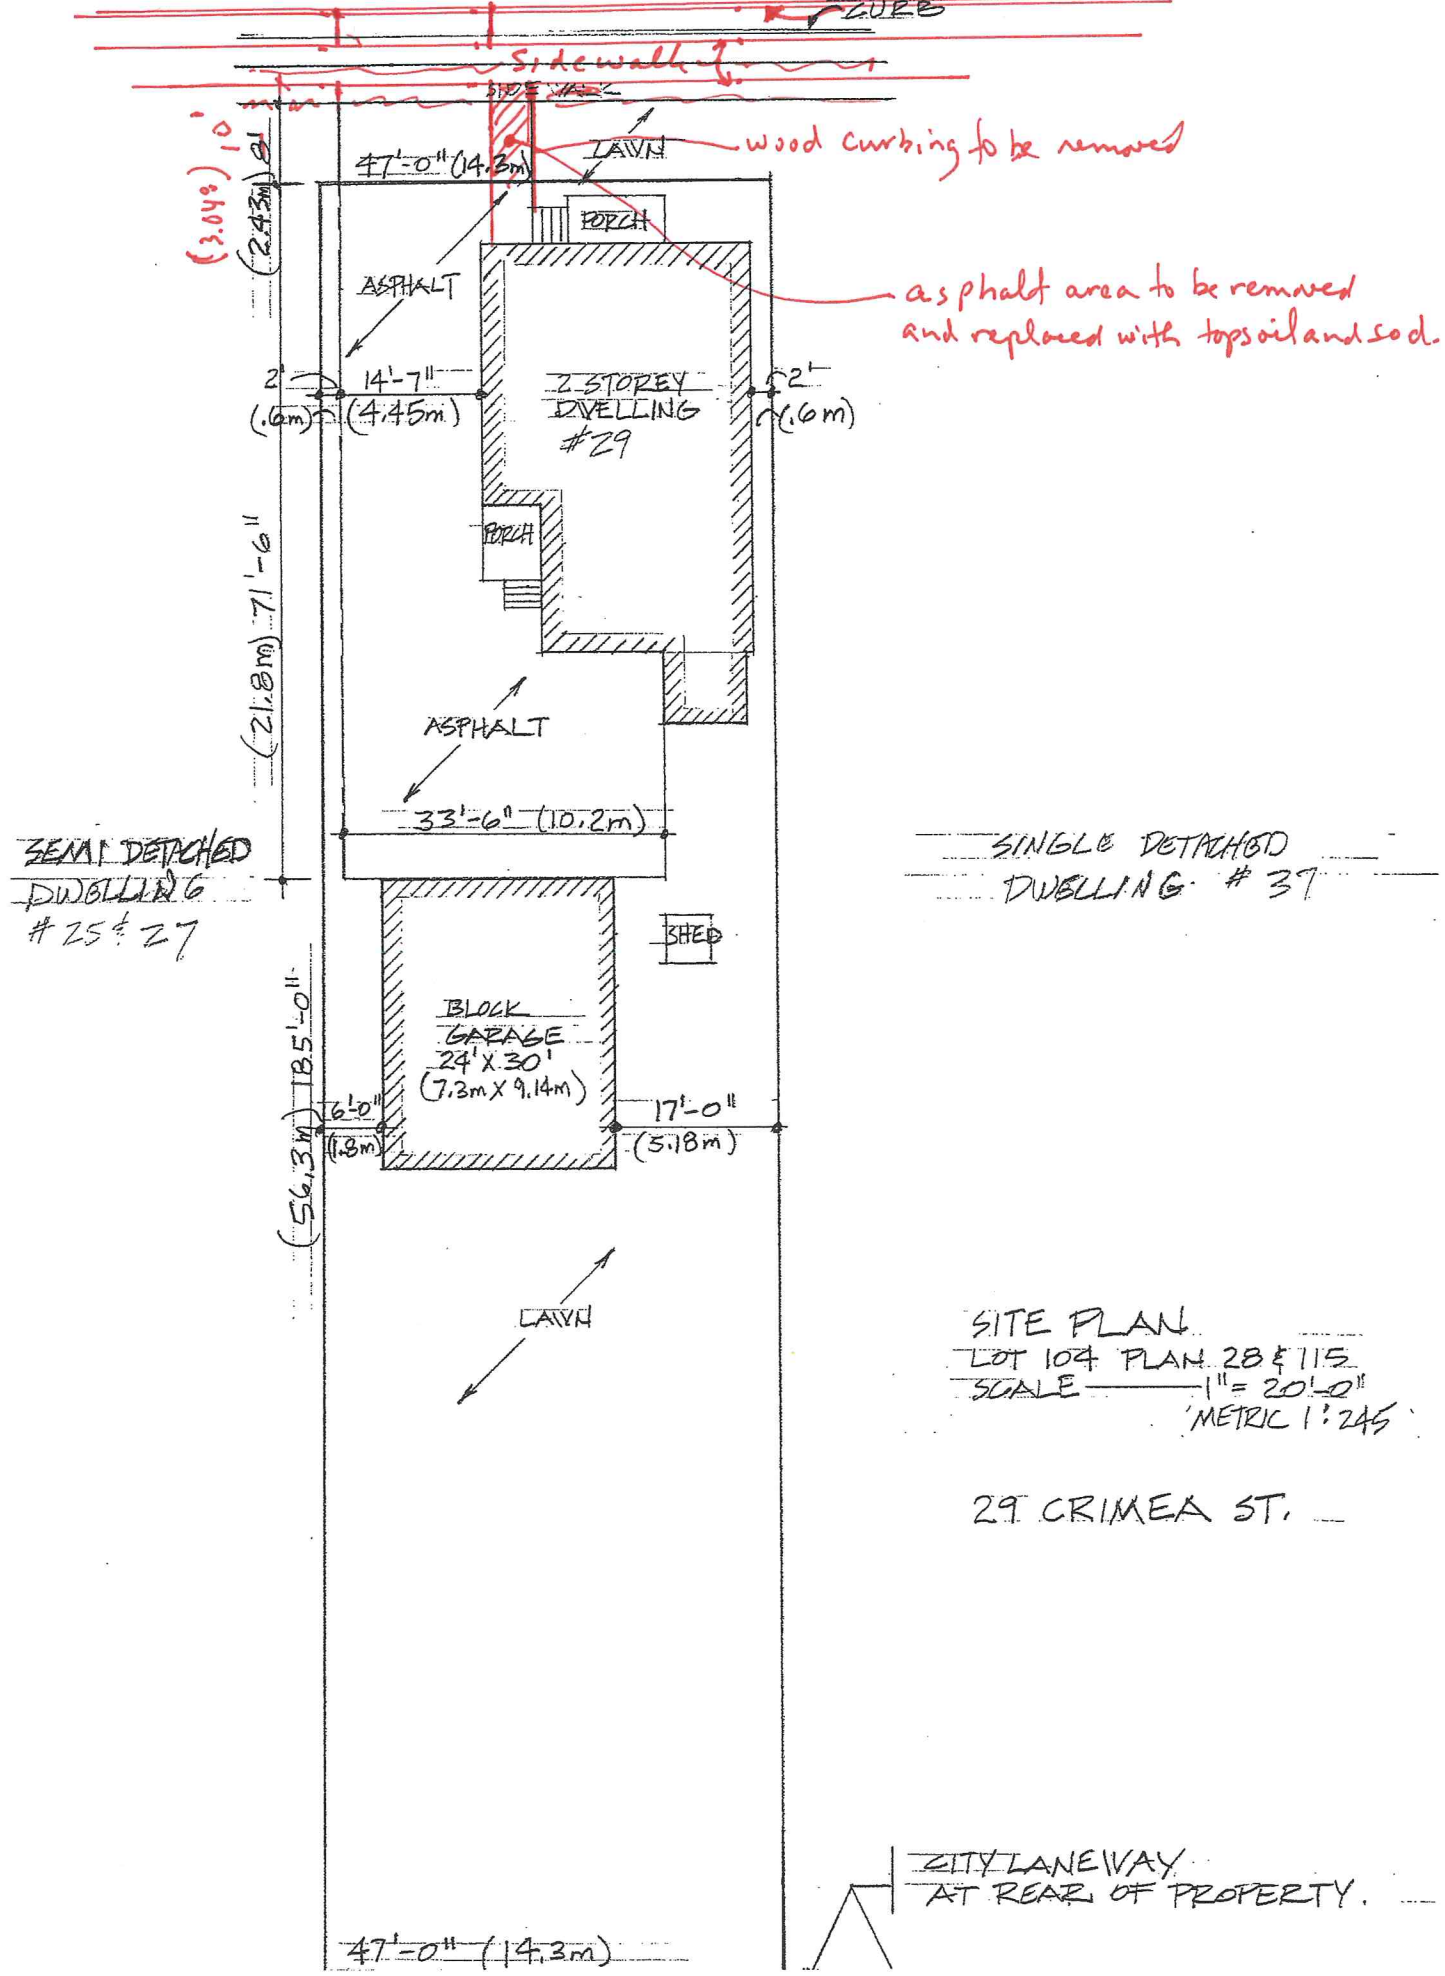 CURB
Sidewalk
SIDEWALK
10'
(3.048)
8'
(2.43m)
47'-0" (14.3m)
LAWN
wood curbing to be removed
PORCH
ASPHALT
asphalt area to be removed
and replaced with topsoil and sod.
2'
(.6m)
14'-7"
(4.45m)
2 STOREY
DWELLING
#29
2'
(.6m)
PORCH
(21.8m) 71'-6"
ASPHALT
33'-6" (10.2m)
SEMI DETACHED
DWELLING
# 25 & 27
SINGLE DETACHED
DWELLING. # 37
SHED
BLOCK
GARAGE
24' X 30'
(7.3m X 9.14m)
(56.3m) 185'-0"
6'-0"
(1.8m)
17'-0"
(5.18m)
LAWN
SITE PLAN
LOT 104 PLAN 28 & 115
SCALE 1" = 20'-0"
METRIC 1:245
29 CRIMEA ST.
CITY LANEWAY
AT REAR OF PROPERTY.
47'-0" (14.3m)